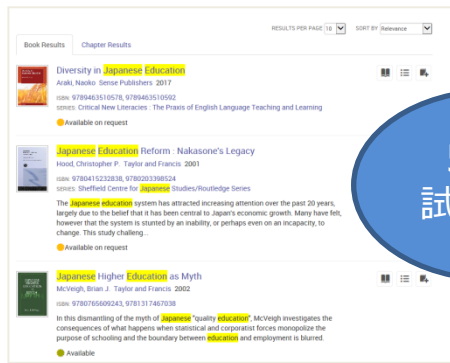 RESULTS PER PAGE 10 SORT BY Relevance
Book Results Chapter Results
Diversity in Japanese Education
Araki, Naoko Sense Publishers 2017
ISBN: 9789463510578, 9789463510592
SERIES: Critical New Literacies : The Praxis of English Language Teaching and Learning
Available on request
Japanese Education Reform : Nakasone's Legacy
Hood, Christopher P. Taylor and Francis 2001
ISBN: 9780415232838, 9780203398524
SERIES: Sheffield Centre for Japanese Studies/Routledge Series
The Japanese education system has attracted increasing attention over the past 20 years,
largely due to the belief that it has been central to Japan's economic growth. Many have felt,
however that the system is stunted by an inability, or perhaps even on an incapacity, to
change. This study challeng...
Available on request
Japanese Higher Education as Myth
McVeigh, Brian J. Taylor and Francis 2002
ISBN: 9780765609243, 9781317467038
In this dismantling of the myth of Japanese "quality education", McVeigh investigates the
consequences of what happens when statistical and corporatist forces monopolize the
purpose of schooling and the boundary between education and employment is blurred.
Available
試